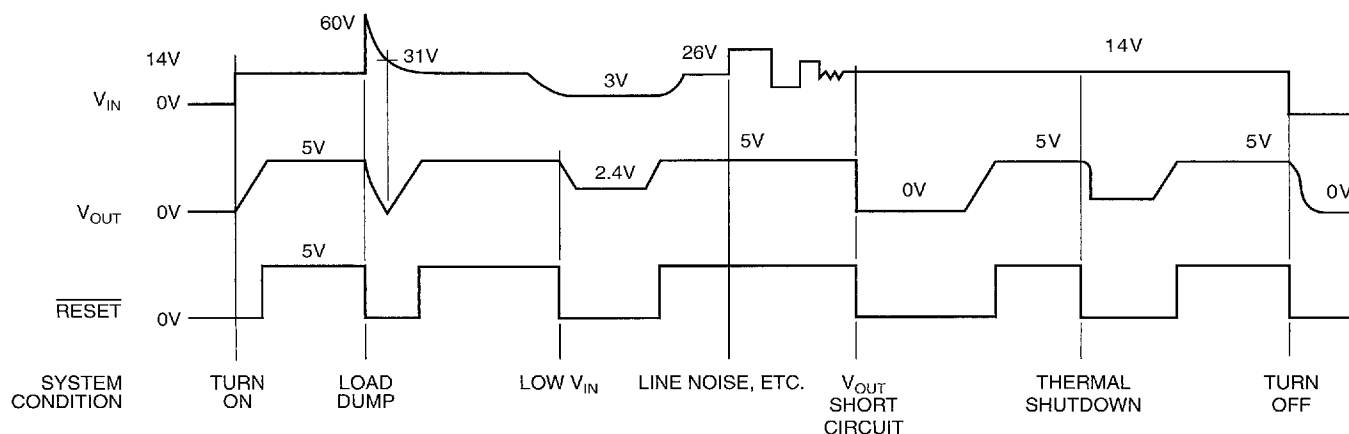 60V
14V
31V
26V
14V
3V
V_IN 0V
5V
5V
5V
5V
2.4V
V_OUT 0V
0V
0V
5V
RESET 0V
SYSTEM CONDITION
TURN ON
LOAD DUMP
LOW V_IN
LINE NOISE, ETC.
V_OUT SHORT CIRCUIT
THERMAL SHUTDOWN
TURN OFF